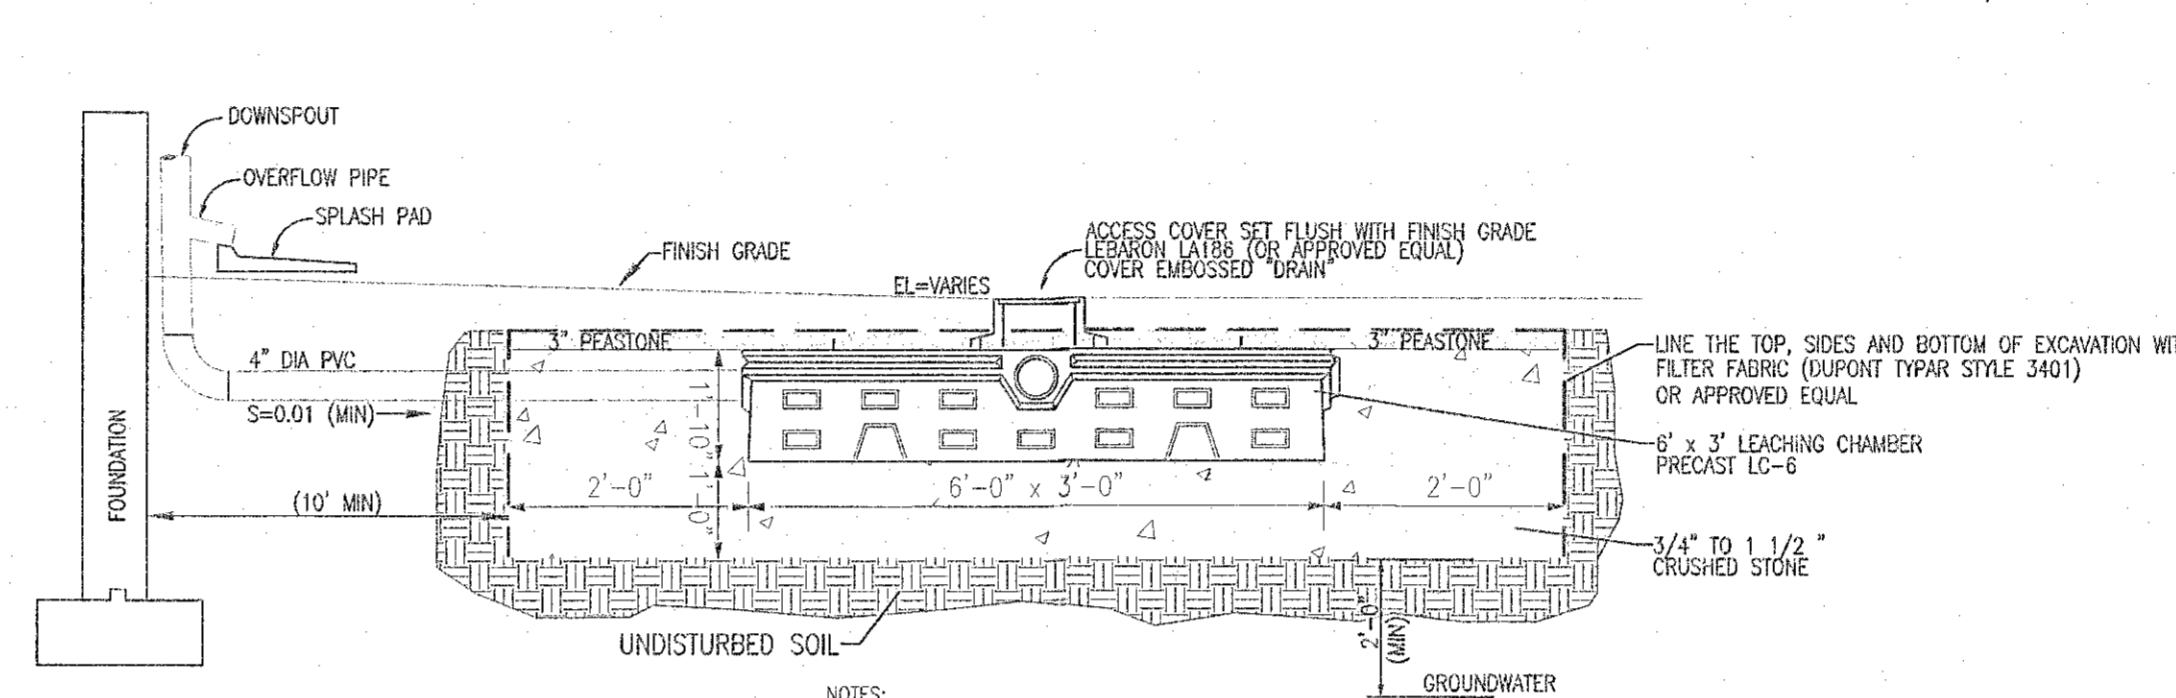 DOWNSPOUT
OVERFLOW PIPE
SPLASH PAD
FINISH GRADE
ACCESS COVER SET FLUSH WITH FINISH GRADE
LEBARON LA186 (OR APPROVED EQUAL)
COVER EMBOSSED "DRAIN"
EL=VARIES
3" PEASTONE
3" PEASTONE
4" DIA PVC
S=0.01 (MIN)
LINE THE TOP, SIDES AND BOTTOM OF EXCAVATION WIT
FILTER FABRIC (DUPONT TYPAR STYLE 3401)
OR APPROVED EQUAL
1'-10"
6' x 3' LEACHING CHAMBER
PRECAST LC-6
FOUNDATION
(10' MIN)
2'-0"
1'-0"
6'-0" x 3'-0"
2'-0"
3/4" TO 1 1/2 "
CRUSHED STONE
UNDISTURBED SOIL
2'-0"
(MIN)
GROUNDWATER
NOTES: